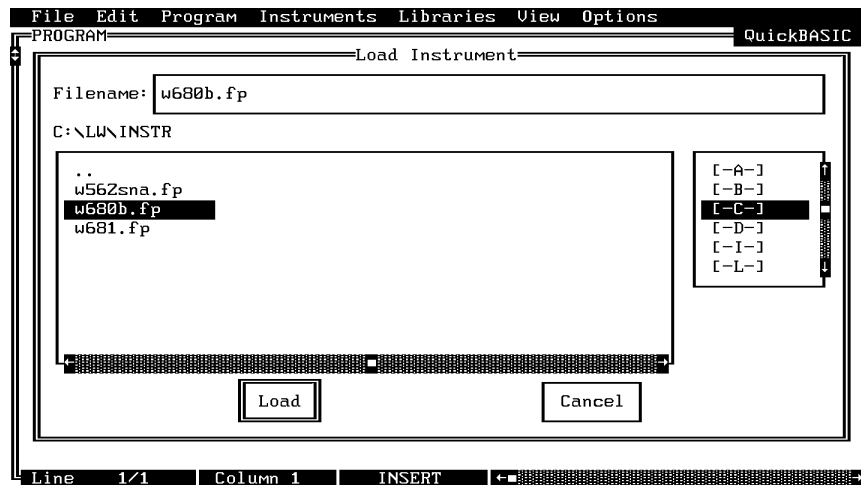 File Edit Program Instruments Libraries View Options
PROGRAM
QuickBASIC
Load Instrument
Filename: w680b.fp
C:\LW\INSTR
..
w562sna.fp
w680b.fp
w681.fp
[-A-]
[-B-]
[-C-]
[-D-]
[-I-]
[-L-]
Load
Cancel
Line 1/1 Column 1 INSERT